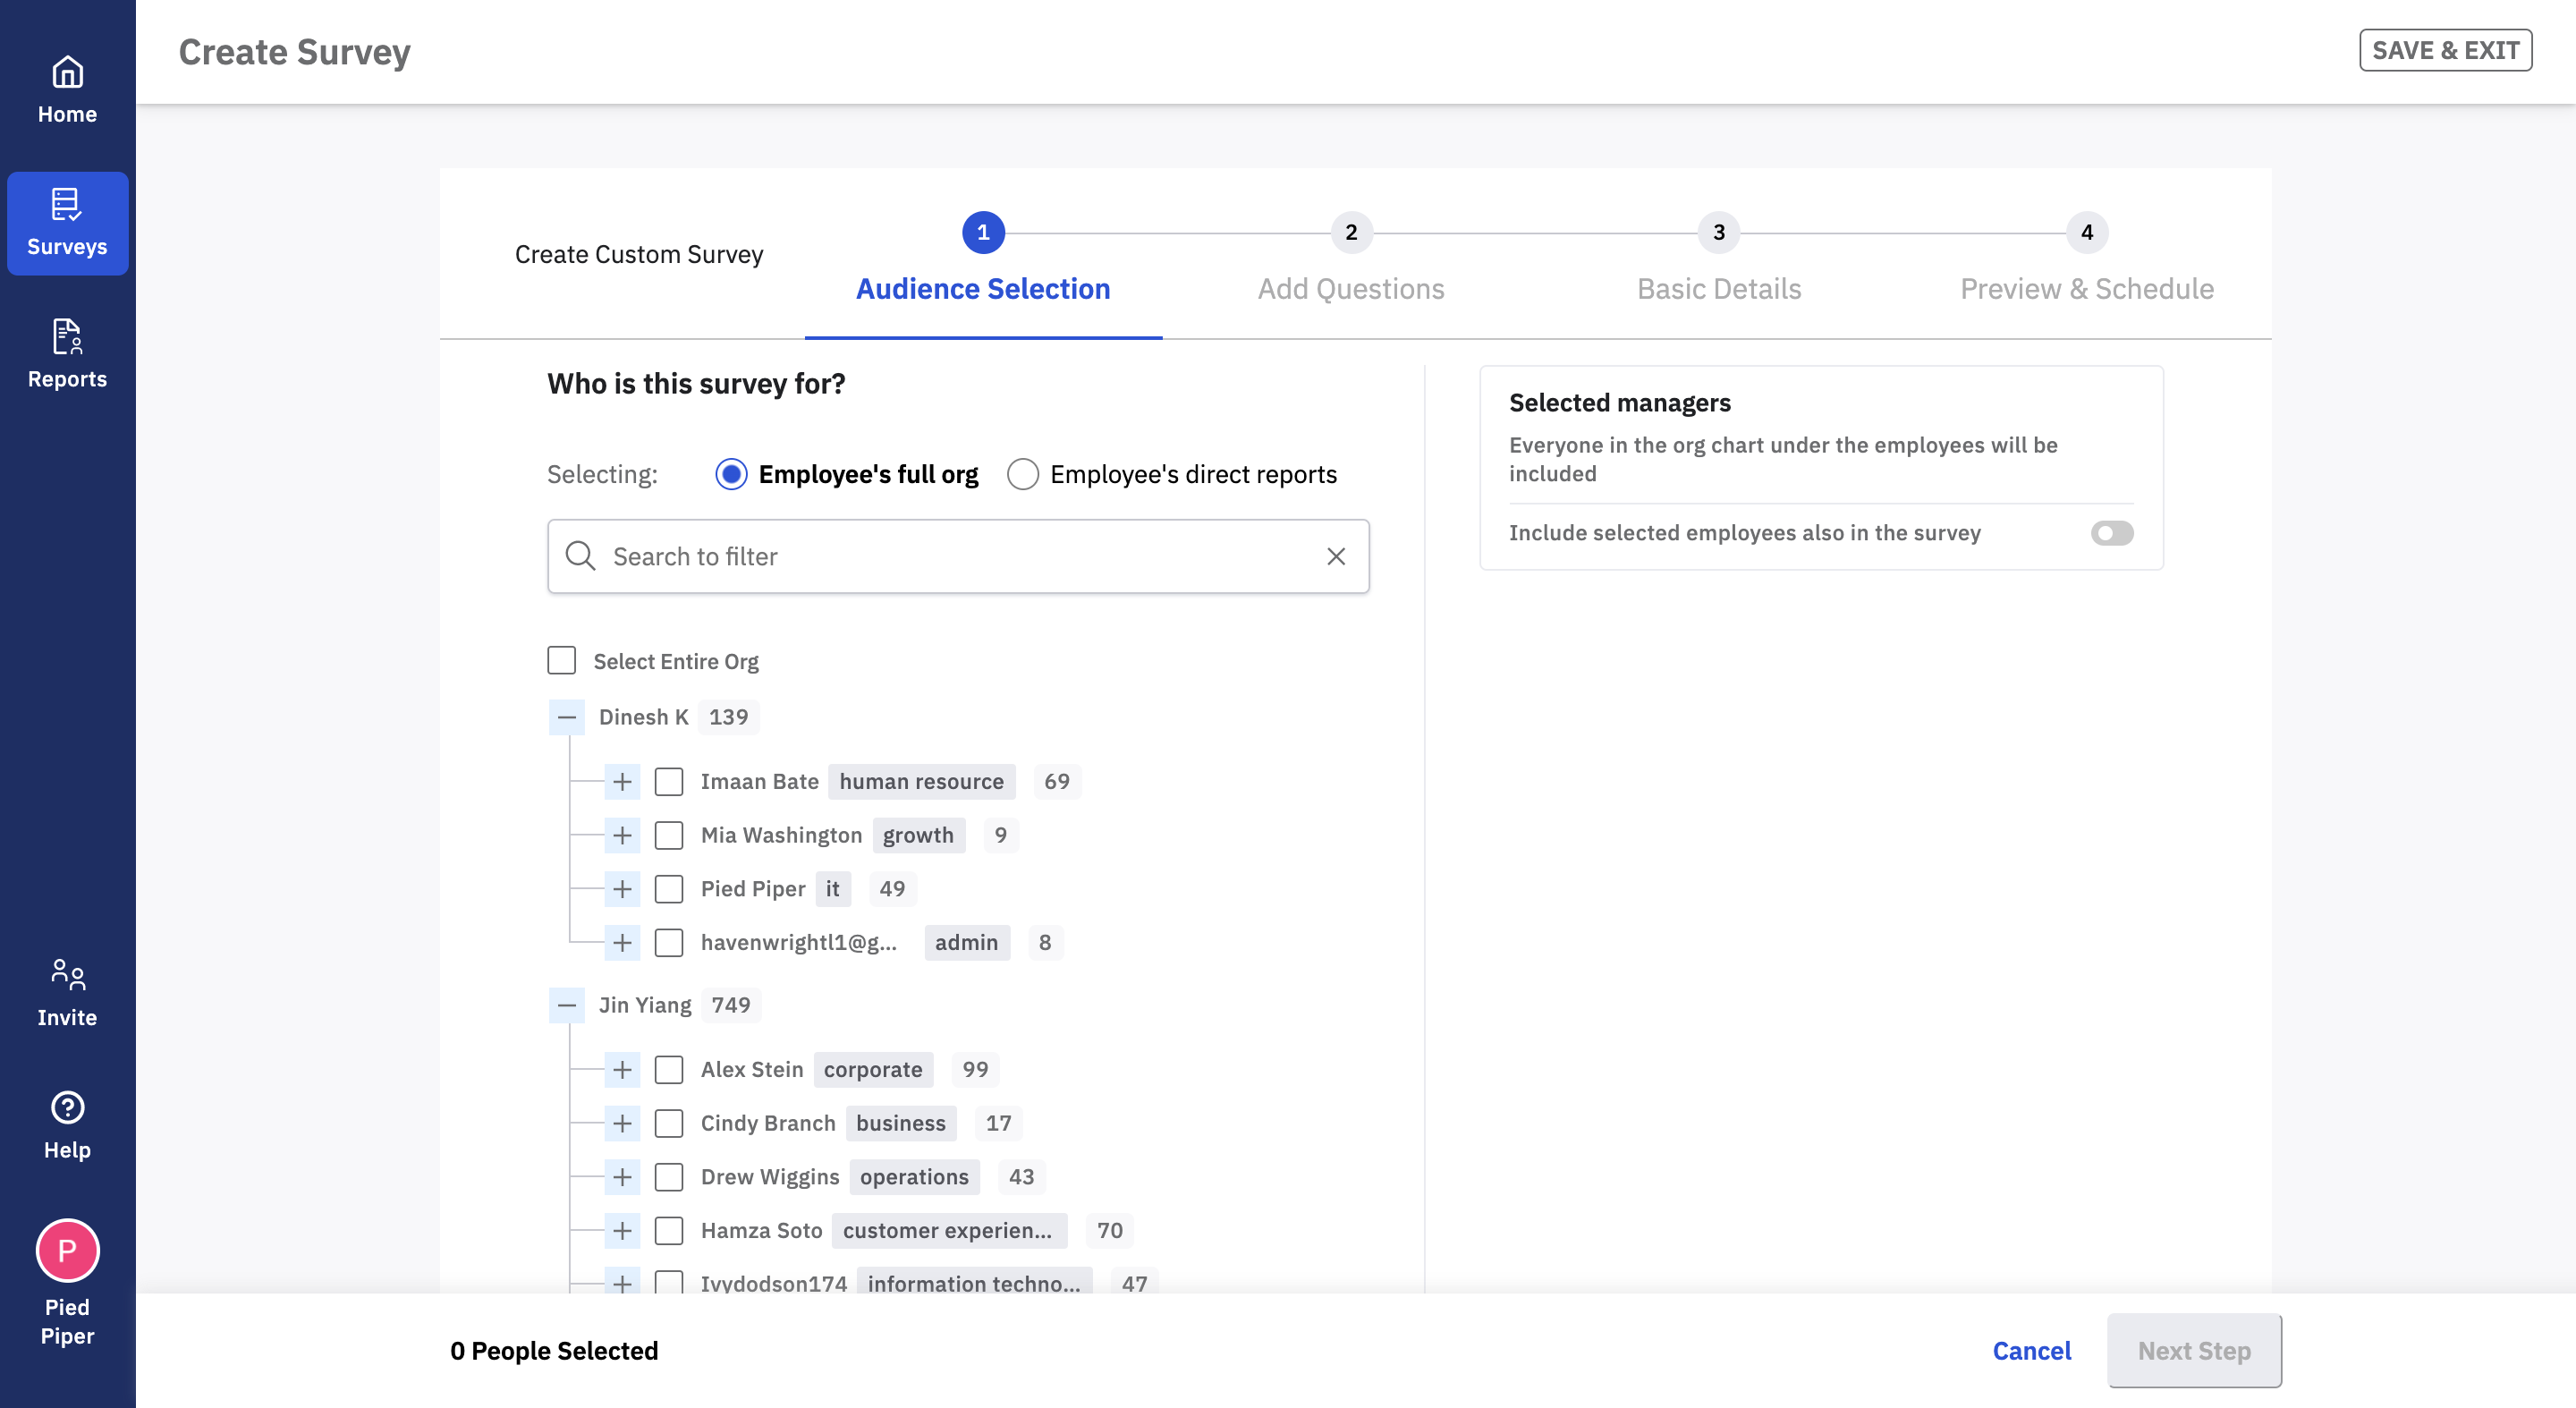 Home
Surveys
Reports
Invite
Help
P
Pied
Piper
Create Survey
SAVE & EXIT
Create Custom Survey
1
Audience Selection
2
Add Questions
3
Basic Details
4
Preview & Schedule
Who is this survey for?
Selecting: Employee's full org Employee's direct reports
Search to filter
Select Entire Org
Dinesh K 139
Imaan Bate human resource 69
Mia Washington growth 9
Pied Piper it 49
havenwrightl1@g... admin 8
Jin Yiang 749
Alex Stein corporate 99
Cindy Branch business 17
Drew Wiggins operations 43
Hamza Soto customer experien... 70
Ivydodson174 information techno... 47
Selected managers
Everyone in the org chart under the employees will be
included
Include selected employees also in the survey
0 People Selected
Cancel
Next Step